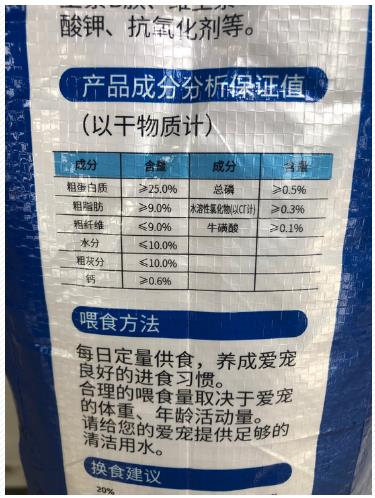 酸钾、抗氧化剂等。
产品成分分析保证值
（以干物质计）
成分 含量 成分 含量
粗蛋白质 ≥25.0% 总磷 ≥0.5%
粗脂肪 ≥9.0% 水溶性氯化物(以CT计) ≥0.3%
粗纤维 ≤9.0% 牛磺酸 ≥0.1%
水分 ≤10.0%
粗灰分 ≤10.0%
钙 ≥0.6%
喂食方法
每日定量供食，养成爱宠
良好的进食习惯。
合理的喂食量取决于爱宠
的体重、年龄活动量。
请给您的爱宠提供足够的
清洁用水。
换食建议
20%